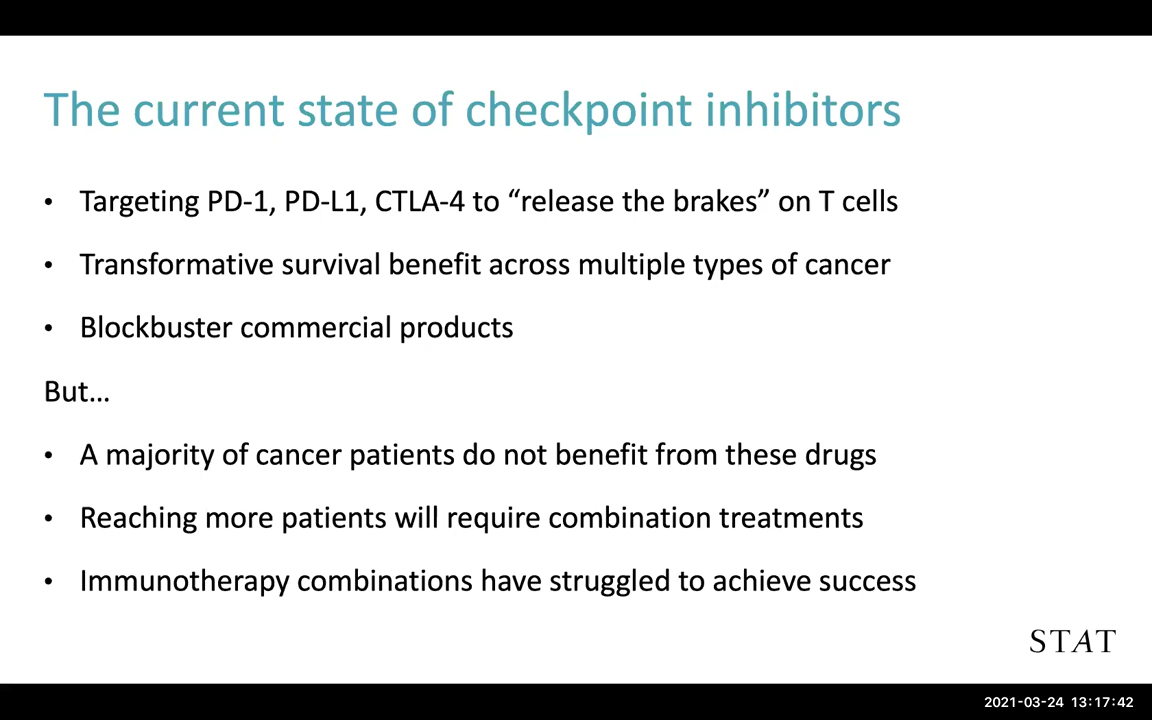 The current state of checkpoint inhibitors
• Targeting PD-1, PD-L1, CTLA-4 to “release the brakes” on T cells
• Transformative survival benefit across multiple types of cancer
• Blockbuster commercial products
But…
• A majority of cancer patients do not benefit from these drugs
• Reaching more patients will require combination treatments
• Immunotherapy combinations have struggled to achieve success
STAT
2021-03-24 13:17:42